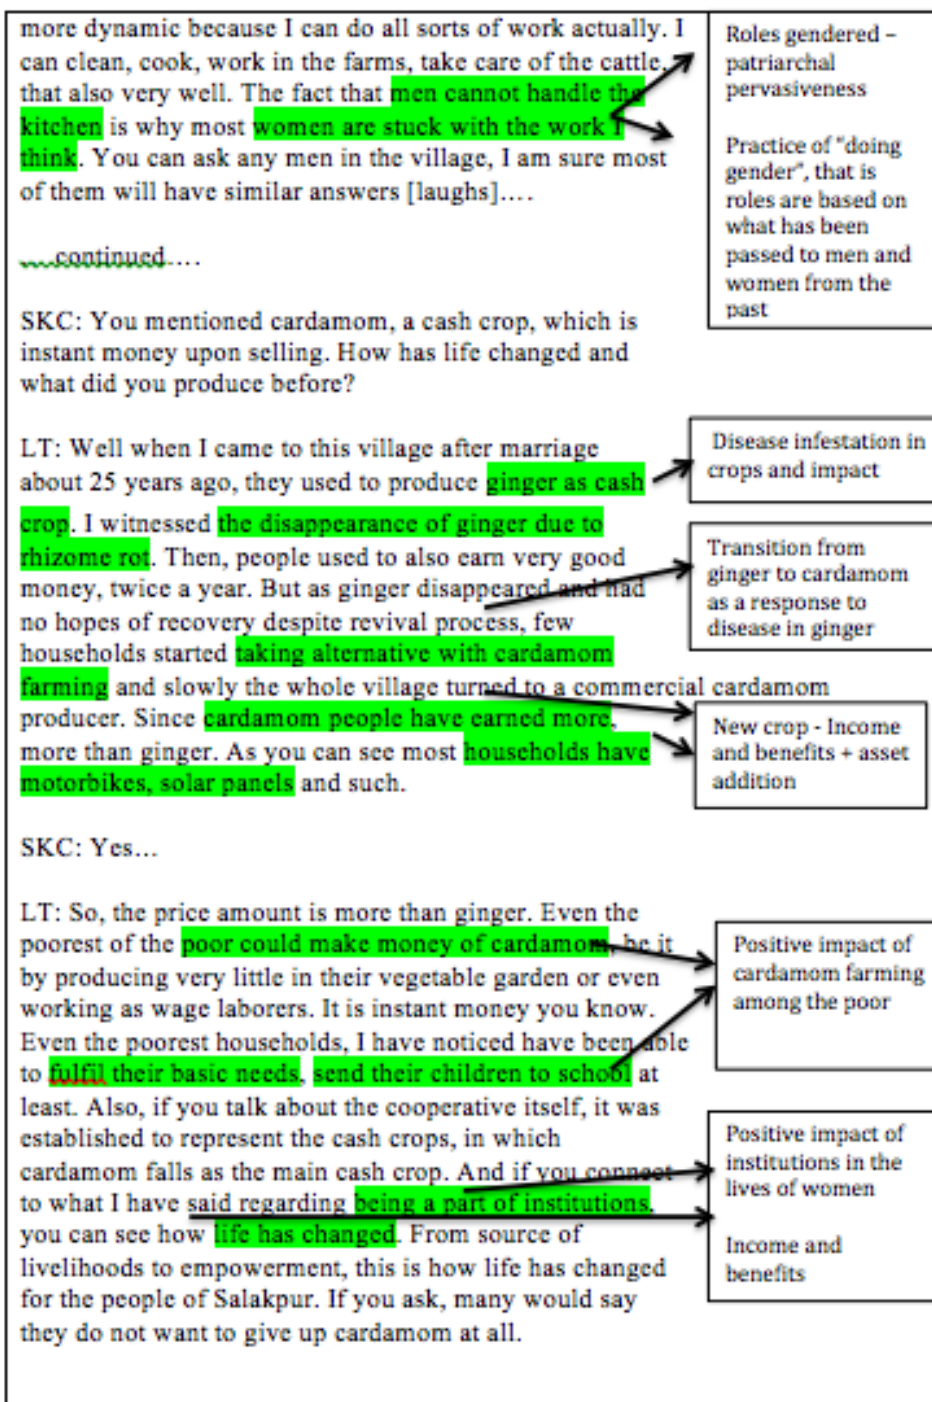 more dynamic because I can do all sorts of work actually. I
can clean, cook, work in the farms, take care of the cattle,
that also very well. The fact that men cannot handle the
kitchen is why most women are stuck with the work I
think. You can ask any men in the village, I am sure most
of them will have similar answers [laughs]….
….continued….
SKC: You mentioned cardamom, a cash crop, which is
instant money upon selling. How has life changed and
what did you produce before?
LT: Well when I came to this village after marriage
about 25 years ago, they used to produce ginger as cash
crop. I witnessed the disappearance of ginger due to
rhizome rot. Then, people used to also earn very good
money, twice a year. But as ginger disappeared and had
no hopes of recovery despite revival process, few
households started taking alternative with cardamom
farming and slowly the whole village turned to a commercial cardamom
producer. Since cardamom people have earned more,
more than ginger. As you can see most households have
motorbikes, solar panels and such.
SKC: Yes…
LT: So, the price amount is more than ginger. Even the
poorest of the poor could make money of cardamom, be it
by producing very little in their vegetable garden or even
working as wage laborers. It is instant money you know.
Even the poorest households, I have noticed have been able
to fulfil their basic needs, send their children to school at
least. Also, if you talk about the cooperative itself, it was
established to represent the cash crops, in which
cardamom falls as the main cash crop. And if you connect
to what I have said regarding being a part of institutions,
you can see how life has changed. From source of
livelihoods to empowerment, this is how life has changed
for the people of Salakpur. If you ask, many would say
they do not want to give up cardamom at all.
Roles gendered –
patriarchal
pervasiveness
Practice of "doing
gender", that is
roles are based on
what has been
passed to men and
women from the
past
Disease infestation in
crops and impact
Transition from
ginger to cardamom
as a response to
disease in ginger
New crop - Income
and benefits + asset
addition
Positive impact of
cardamom farming
among the poor
Positive impact of
institutions in the
lives of women
Income and
benefits